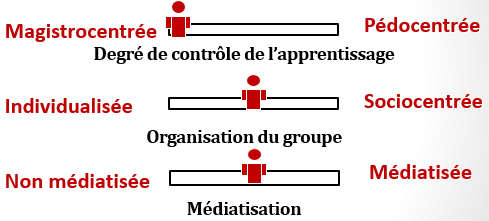 Magistrocentrée Pédocentrée
Degré de contrôle de l'apprentissage
Individualisée Sociocentrée
Organisation du groupe
Non médiatisée Médiatisée
Médiatisation